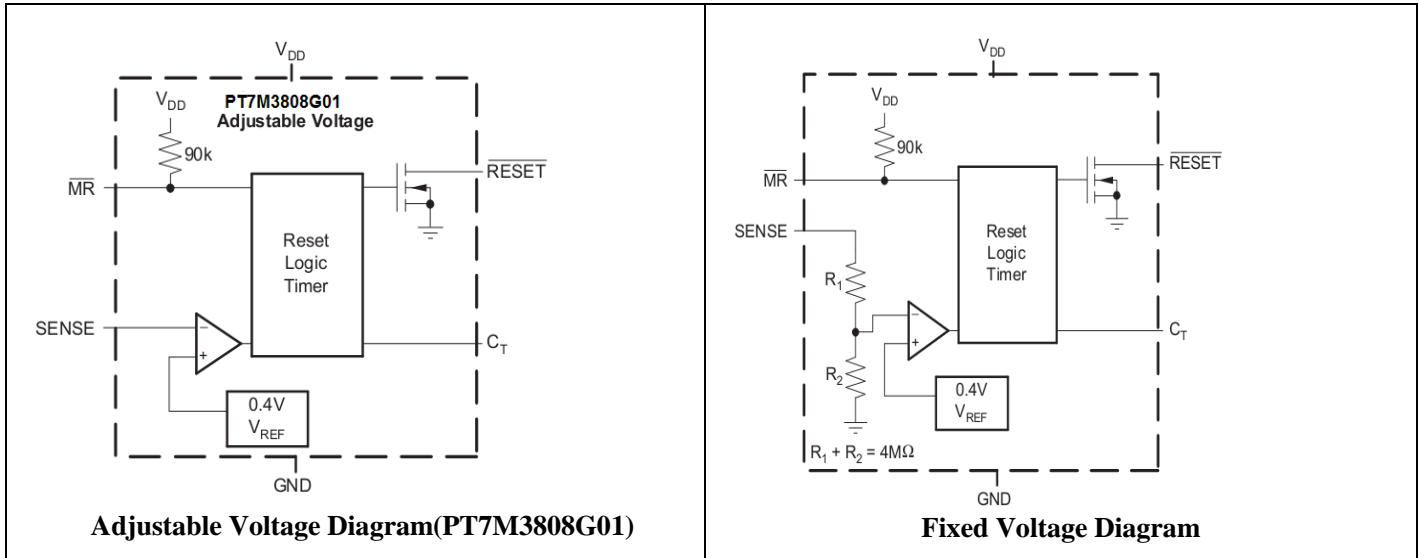 V_DD
V_DD
PT7M3808G01
Adjustable Voltage
90k
RESET
MR
Reset
Logic
Timer
SENSE
−
+
C_T
0.4V
V_REF
GND
Adjustable Voltage Diagram(PT7M3808G01)
V_DD
V_DD
90k
RESET
MR
SENSE
Reset
Logic
Timer
R_1
−
+
C_T
R_2
0.4V
V_REF
R_1 + R_2 = 4MΩ
GND
Fixed Voltage Diagram